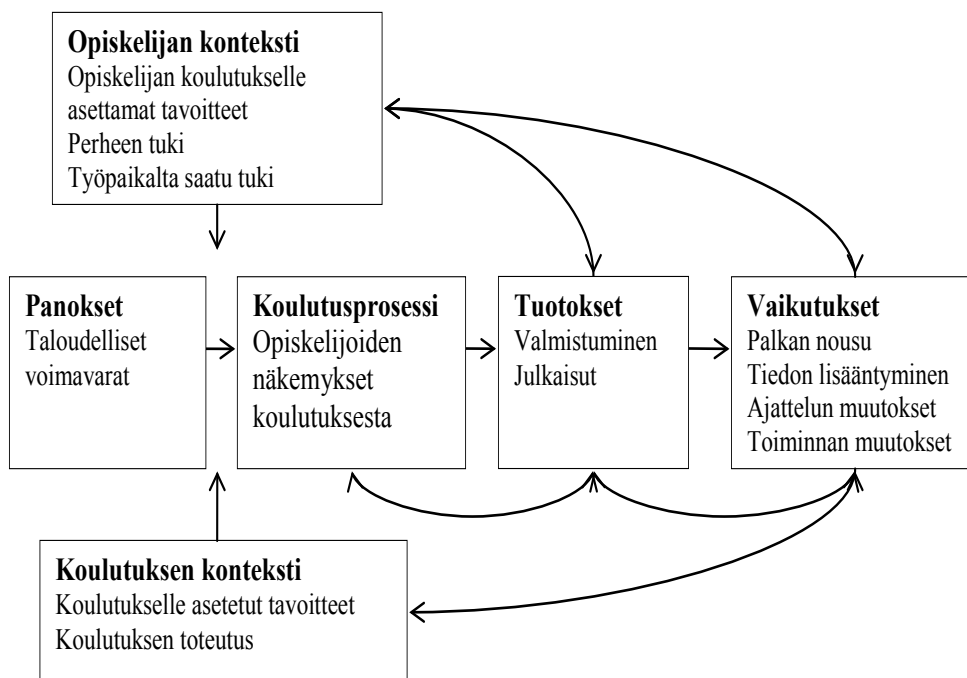 Opiskelijan konteksti
Opiskelijan koulutukselle
asettamat tavoitteet
Perheen tuki
Työpaikalta saatu tuki
Panokset
Taloudelliset
voimavarat
Koulutusprosessi
Opiskelijoiden
näkemykset
koulutuksesta
Tuotokset
Valmistuminen
Julkaisut
Vaikutukset
Palkan nousu
Tiedon lisääntyminen
Ajattelun muutokset
Toiminnan muutokset
Koulutuksen konteksti
Koulutukselle asetetut tavoitteet
Koulutuksen toteutus